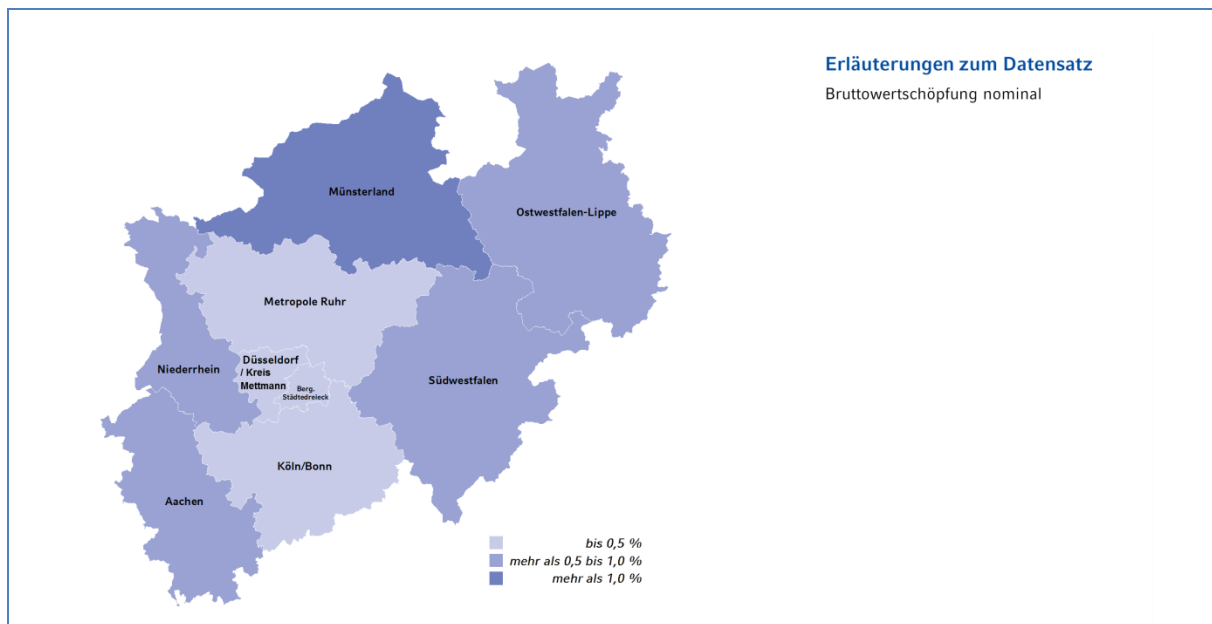 Erläuterungen zum Datensatz
Bruttowertschöpfung nominal
Münsterland
Ostwestfalen-Lippe
Metropole Ruhr
Düsseldorf
/ Kreis
Mettmann
Berg.
Städtedreieck
Niederrhein
Südwestfalen
Köln/Bonn
Aachen
bis 0,5 %
mehr als 0,5 bis 1,0 %
mehr als 1,0 %